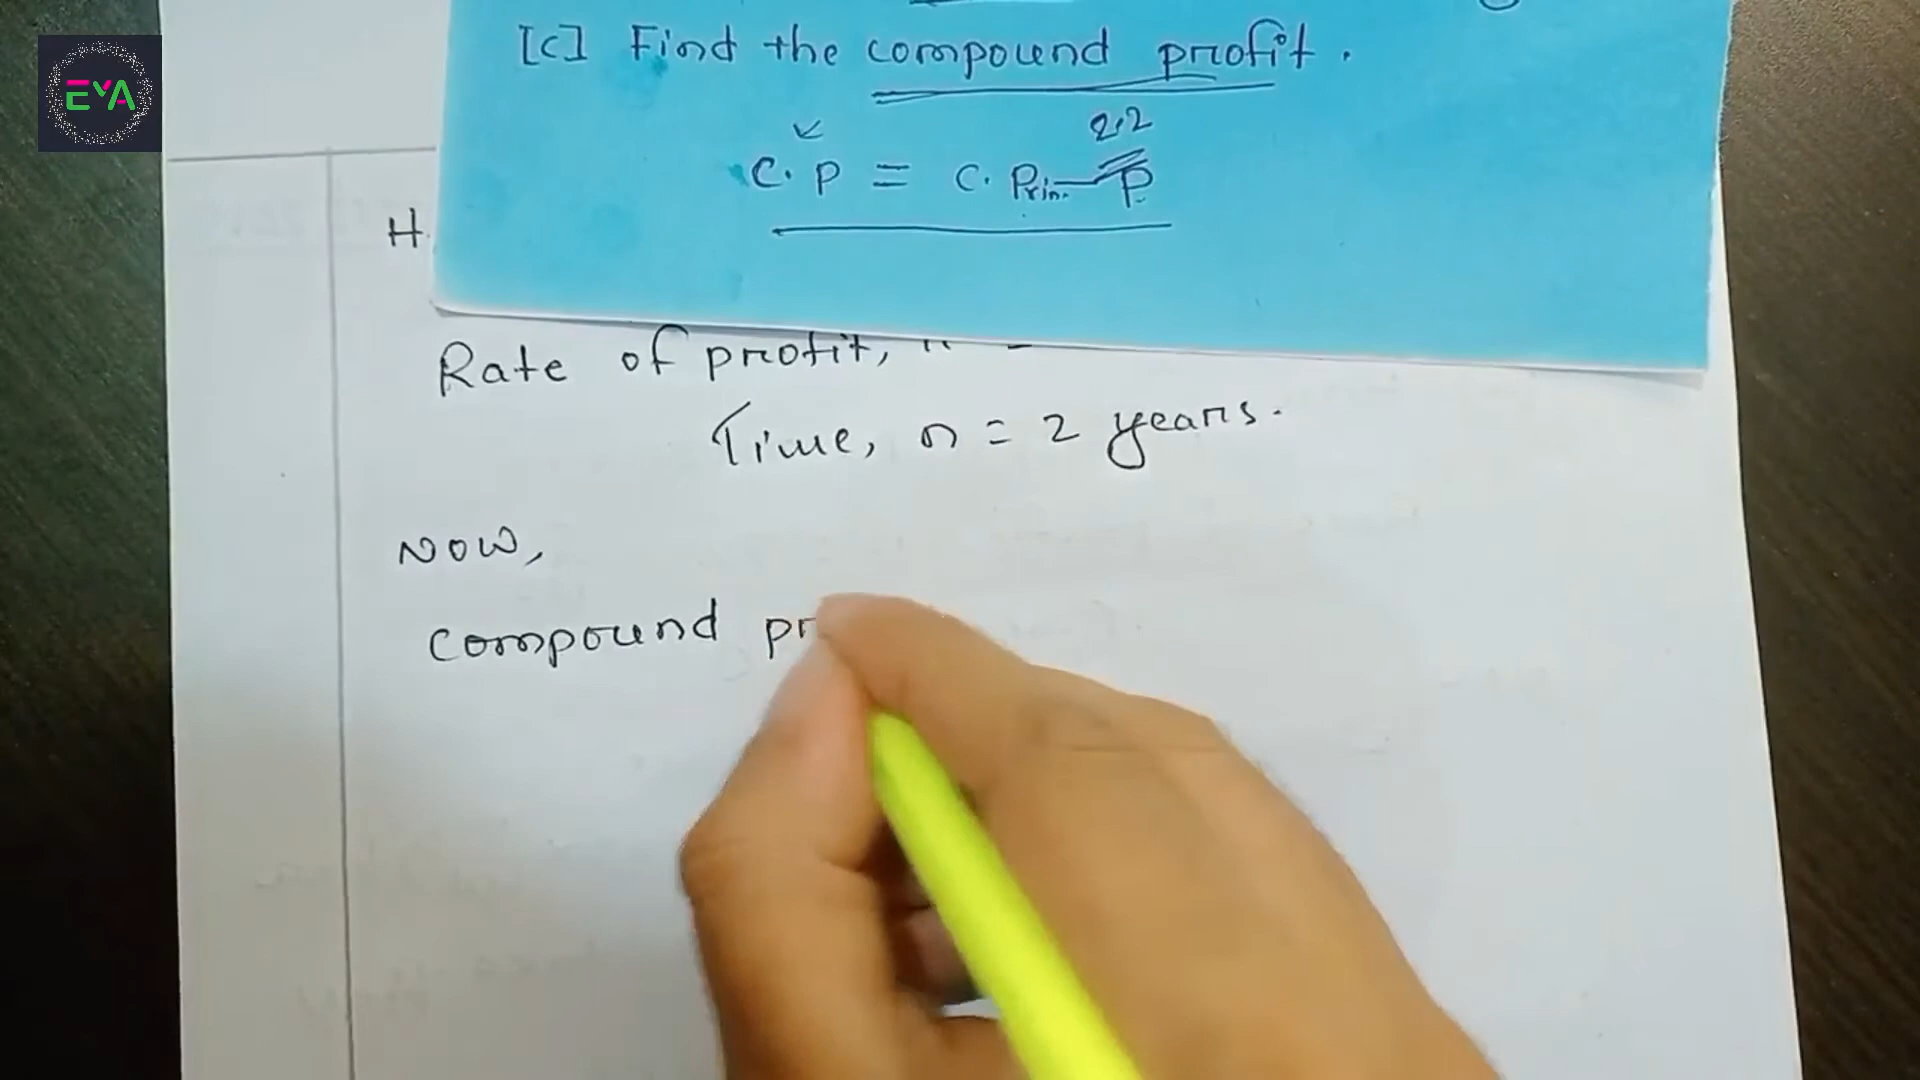 EYA
[C] Find the compound profit.
2.2
C. P = C. Prin. - P
H.
Rate of profit,
Time, n = 2 years.
NOW,
compound pr